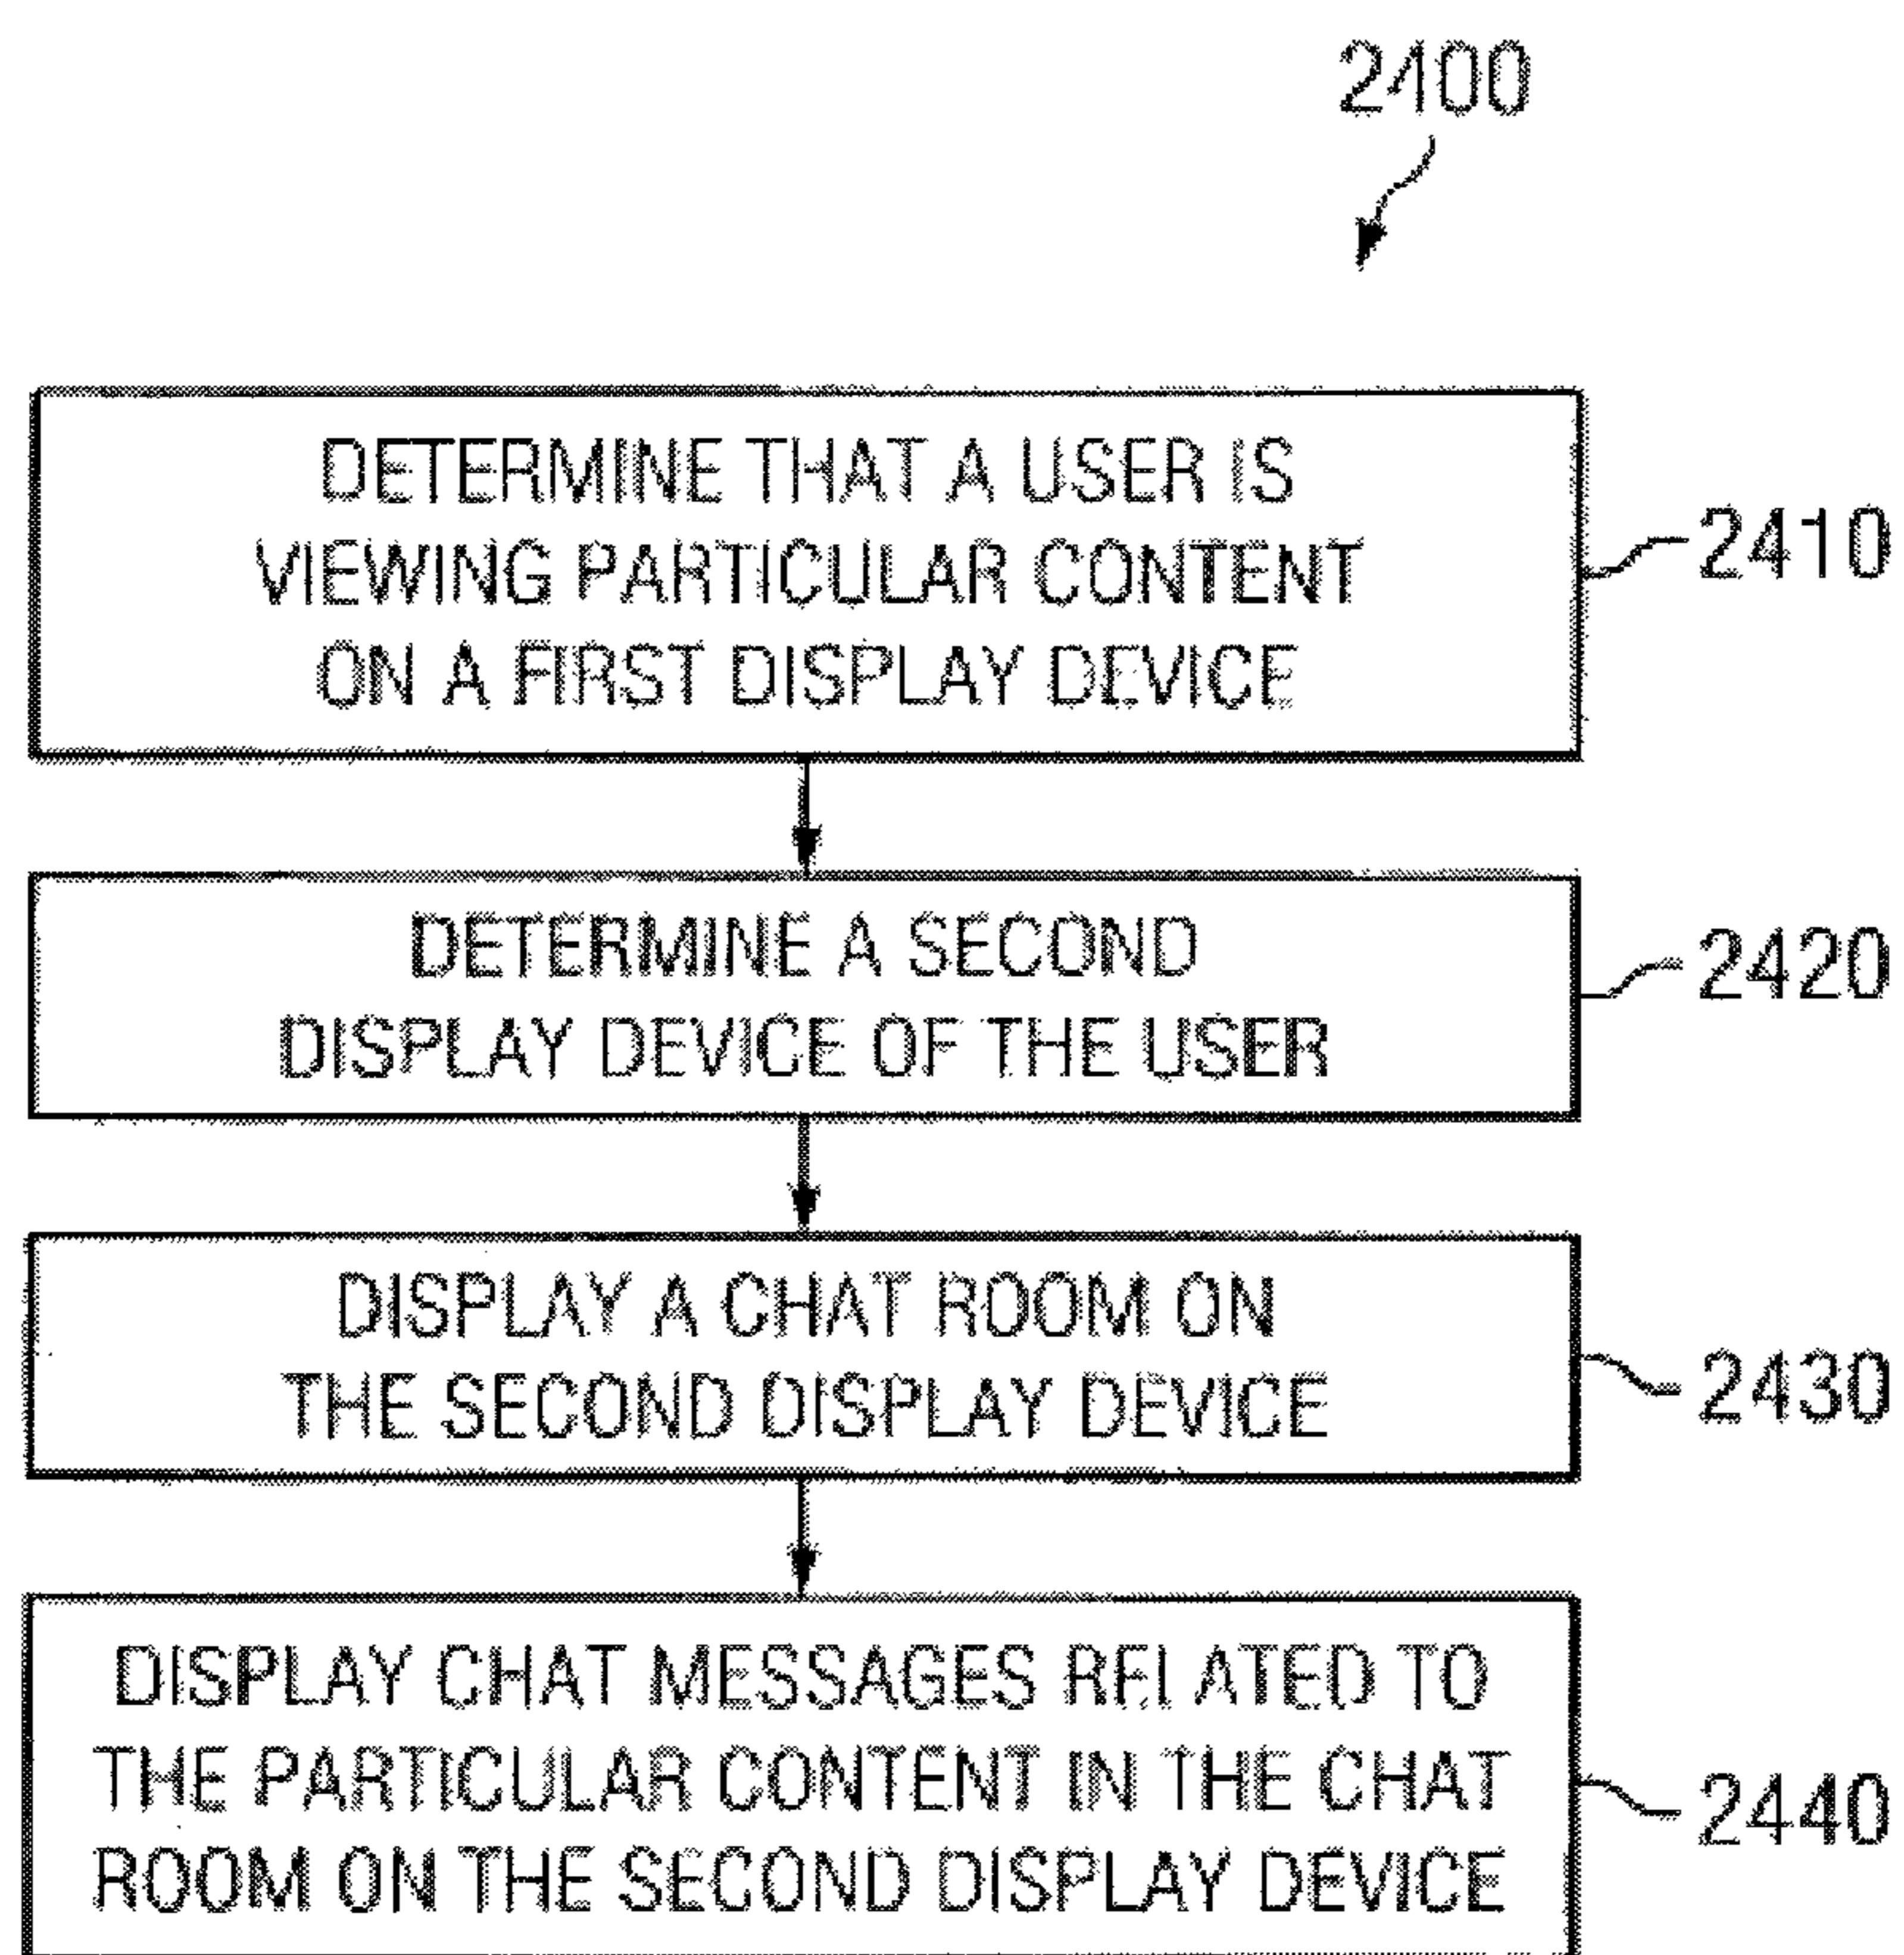 2400
DETERMINE THAT A USER IS
VIEWING PARTICULAR CONTENT
ON A FIRST DISPLAY DEVICE
2410
DETERMINE A SECOND
DISPLAY DEVICE OF THE USER
2420
DISPLAY A CHAT ROOM ON
THE SECOND DISPLAY DEVICE
2430
DISPLAY CHAT MESSAGES RELATED TO
THE PARTICULAR CONTENT IN THE CHAT
ROOM ON THE SECOND DISPLAY DEVICE
2440